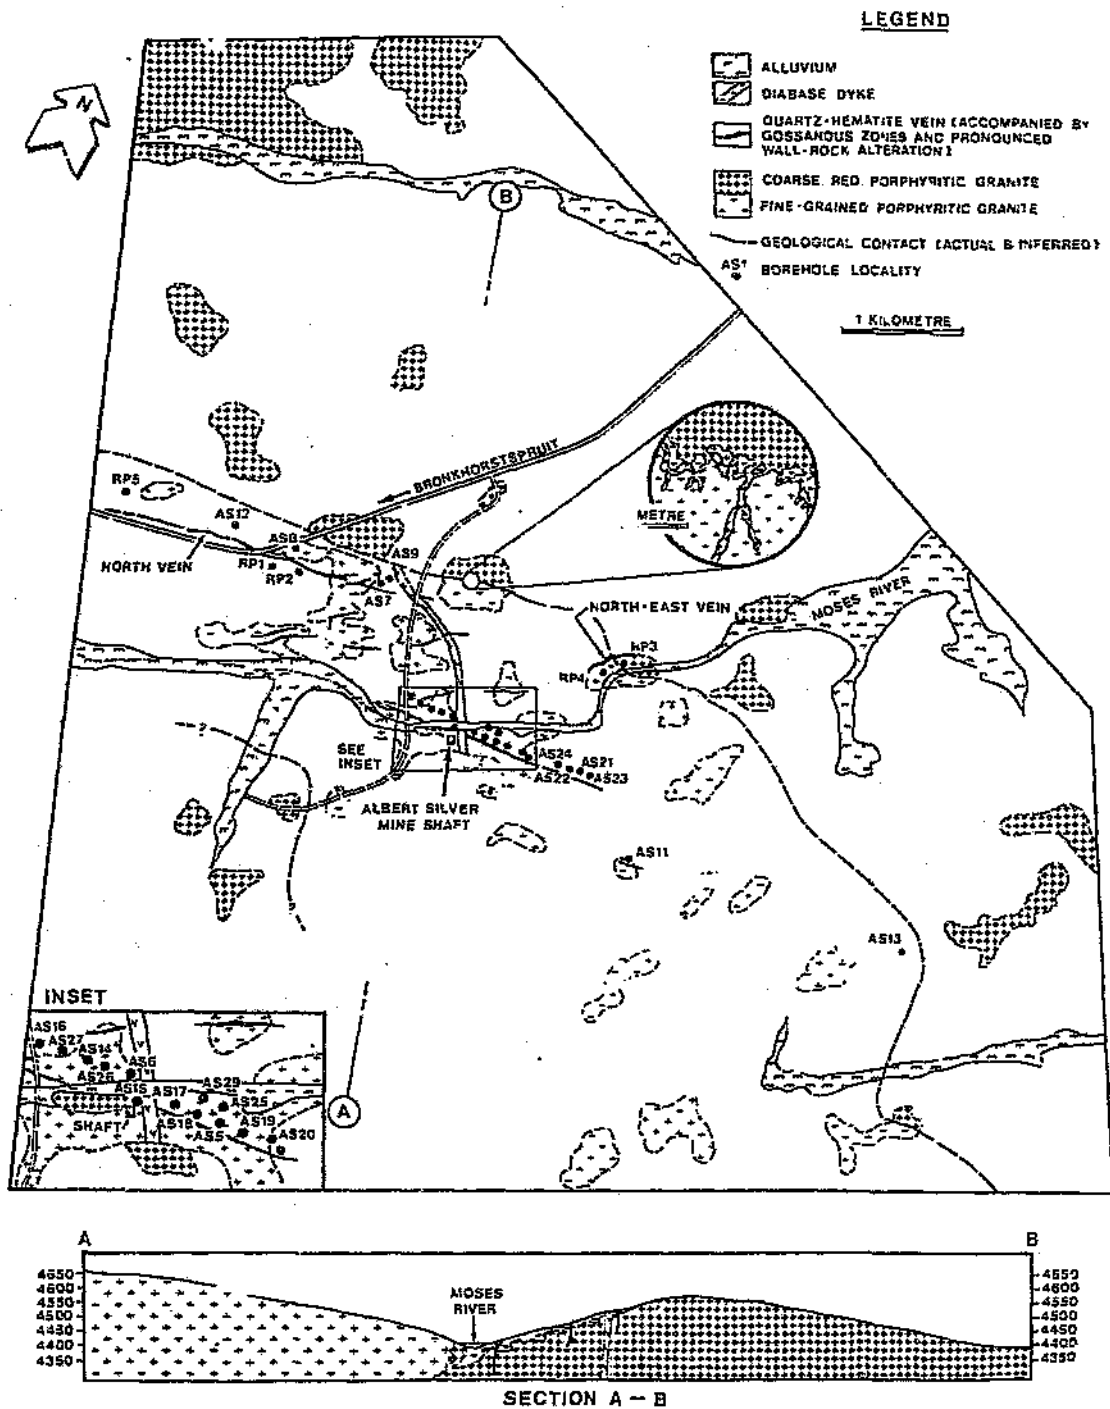 LEGEND
ALLUVIUM
DIABASE DYKE
QUARTZ-HEMATITE VEIN (ACCOMPANIED BY
GOSSANOUS ZONES AND PRONOUNCED
WALL-ROCK ALTERATION)
COARSE, RED, PORPHYRITIC GRANITE
FINE-GRAINED PORPHYRITIC GRANITE
GEOLOGICAL CONTACT (ACTUAL & INFERRED)
AS1
BOREHOLE LOCALITY
1 KILOMETRE
N
B
BRONKHORSTSPRUIT
METRE
RP5
AS12
AS8
AS9
RP1
RP2
NORTH VEIN
AS7
NORTH-EAST VEIN
MOSES RIVER
RP3
RP4
?
SEE
INSET
AS24
AS21
AS22
AS23
ALBERT SILVER
MINE SHAFT
AS11
AS13
INSET
AS16
AS27
AS14
AS6
AS26
AS15
AS17
AS29
AS25
SHAFT
AS18
AS5
AS19
AS20
A
A
B
4650
4600
4550
4500
4450
4400
4350
MOSES
RIVER
4650
4600
4550
4500
4450
4400
4350
SECTION A - B